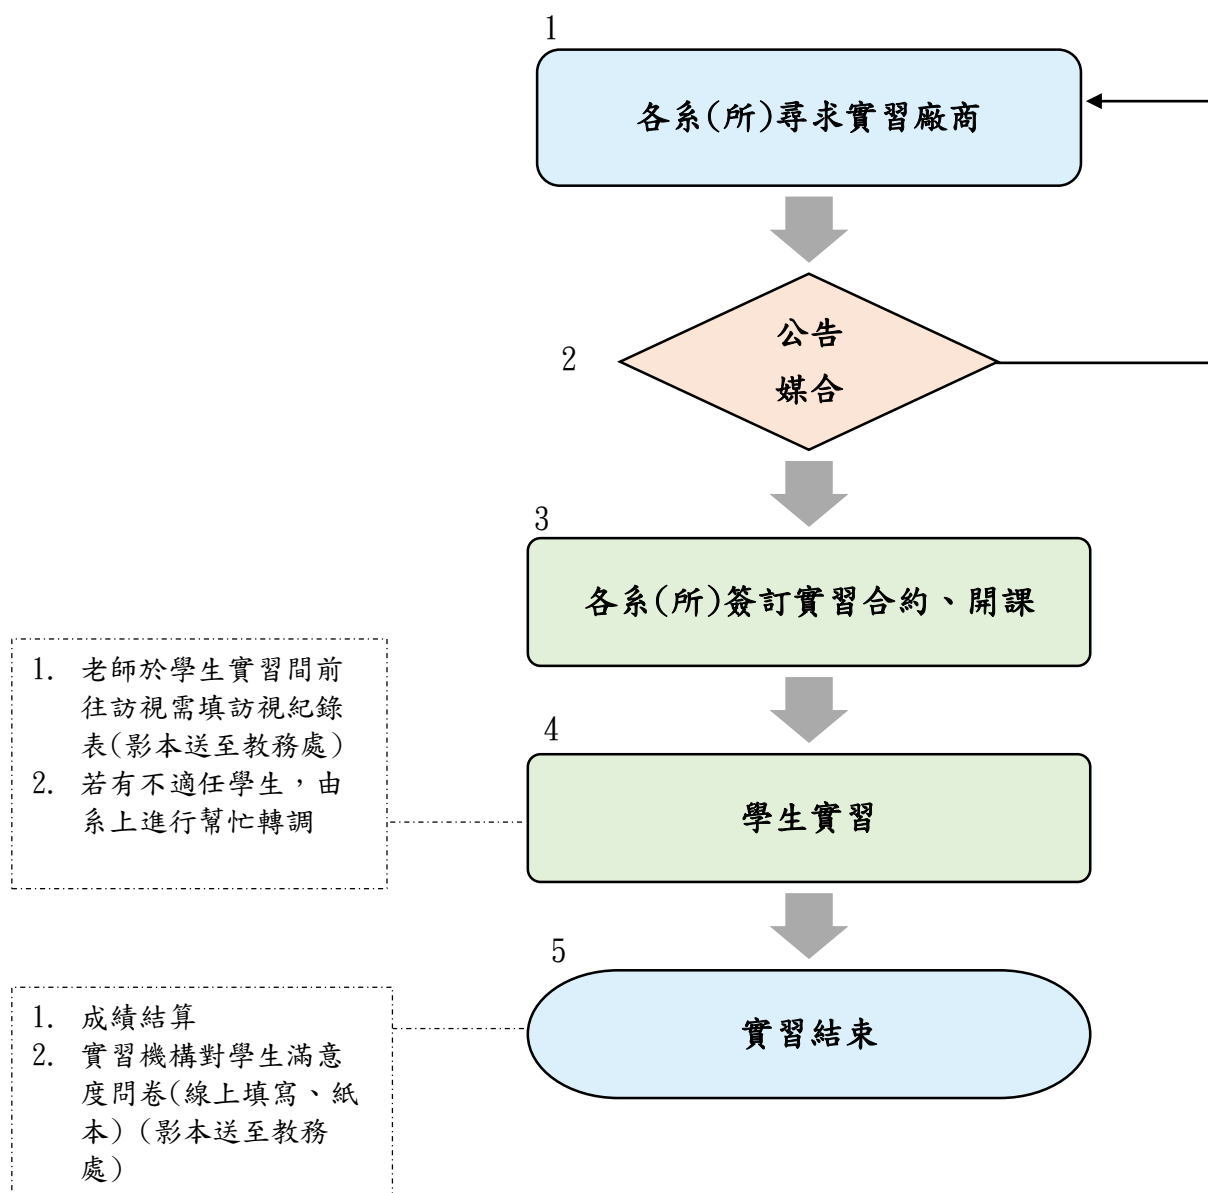 1
各系(所)尋求實習廠商
2
公告
媒合
3
各系(所)簽訂實習合約、開課
1. 老師於學生實習間前
往訪視需填訪視紀錄
表(影本送至教務處)
2. 若有不適任學生，由
系上進行幫忙轉調
4
學生實習
5
實習結束
1. 成績結算
2. 實習機構對學生滿意
度問卷(線上填寫、紙
本)(影本送至教務
處)